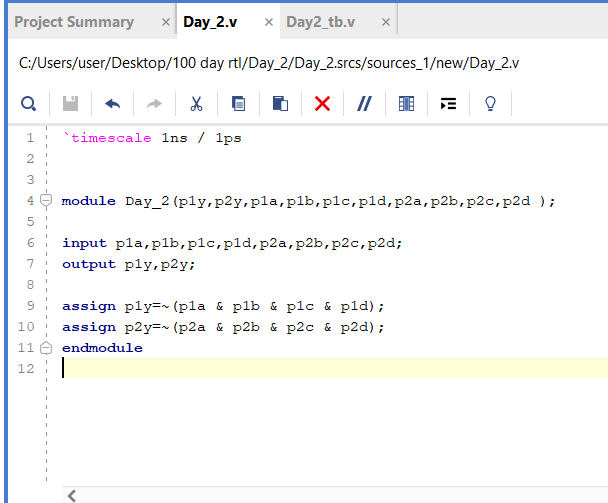 Project Summary × Day_2.v × Day2_tb.v ×
C:/Users/user/Desktop/100 day rtl/Day_2/Day_2.srcs/sources_1/new/Day_2.v
1 `timescale 1ns / 1ps
2
3
4 module Day_2(p1y,p2y,p1a,p1b,p1c,p1d,p2a,p2b,p2c,p2d );
5
6 input p1a,p1b,p1c,p1d,p2a,p2b,p2c,p2d;
7 output p1y,p2y;
8
9 assign p1y=~(p1a & p1b & p1c & p1d);
10 assign p2y=~(p2a & p2b & p2c & p2d);
11 endmodule
12